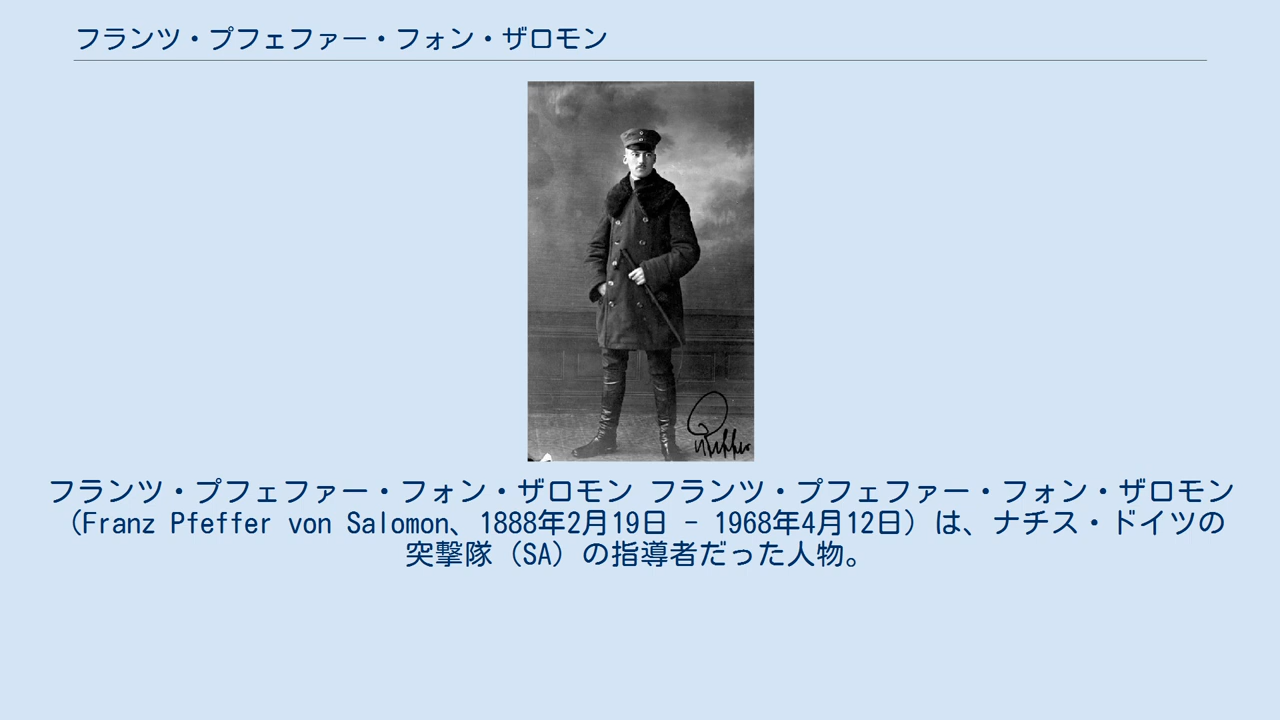 フランツ・プフェファー・フォン・ザロモン
フランツ・プフェファー・フォン・ザロモン フランツ・プフェファー・フォン・ザロモン
（Franz Pfeffer von Salomon、1888年2月19日 - 1968年4月12日）は、ナチス・ドイツの
突撃隊（SA）の指導者だった人物。